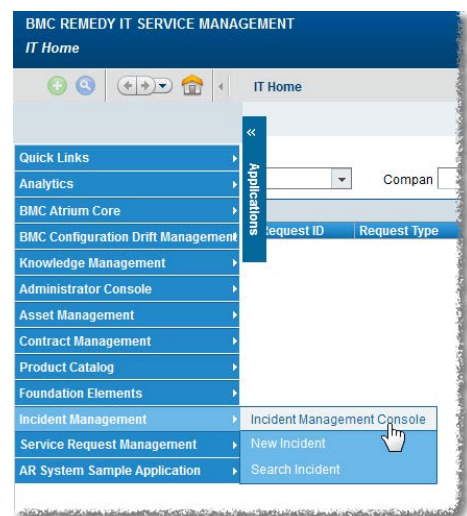 BMC REMEDY IT SERVICE MANAGEMENT
IT Home
IT Home
Applications
Quick Links
Analytics
Compan
BMC Atrium Core
BMC Configuration Drift Management
Request ID Request Type
Knowledge Management
Administrator Console
Asset Management
Contract Management
Product Catalog
Foundation Elements
Incident Management
Incident Management Console
New Incident
Service Request Management
Search Incident
AR System Sample Application